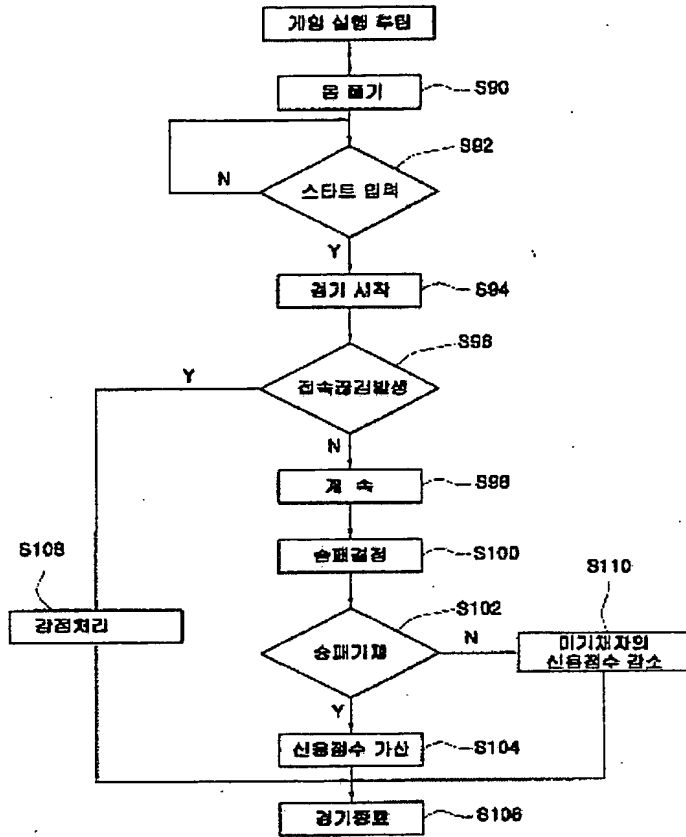 게임 실행 루틴
몸 풀기
S90
S92
N
스타트 입력
Y
경기 시작
S94
S96
Y
접속끊김발생
N
계 속
S98
승패결정
S100
S108
S110
S102
감점처리
승패기재
N
미기재자의
신용점수 감소
Y
신용점수 가산
S104
경기종료
S106